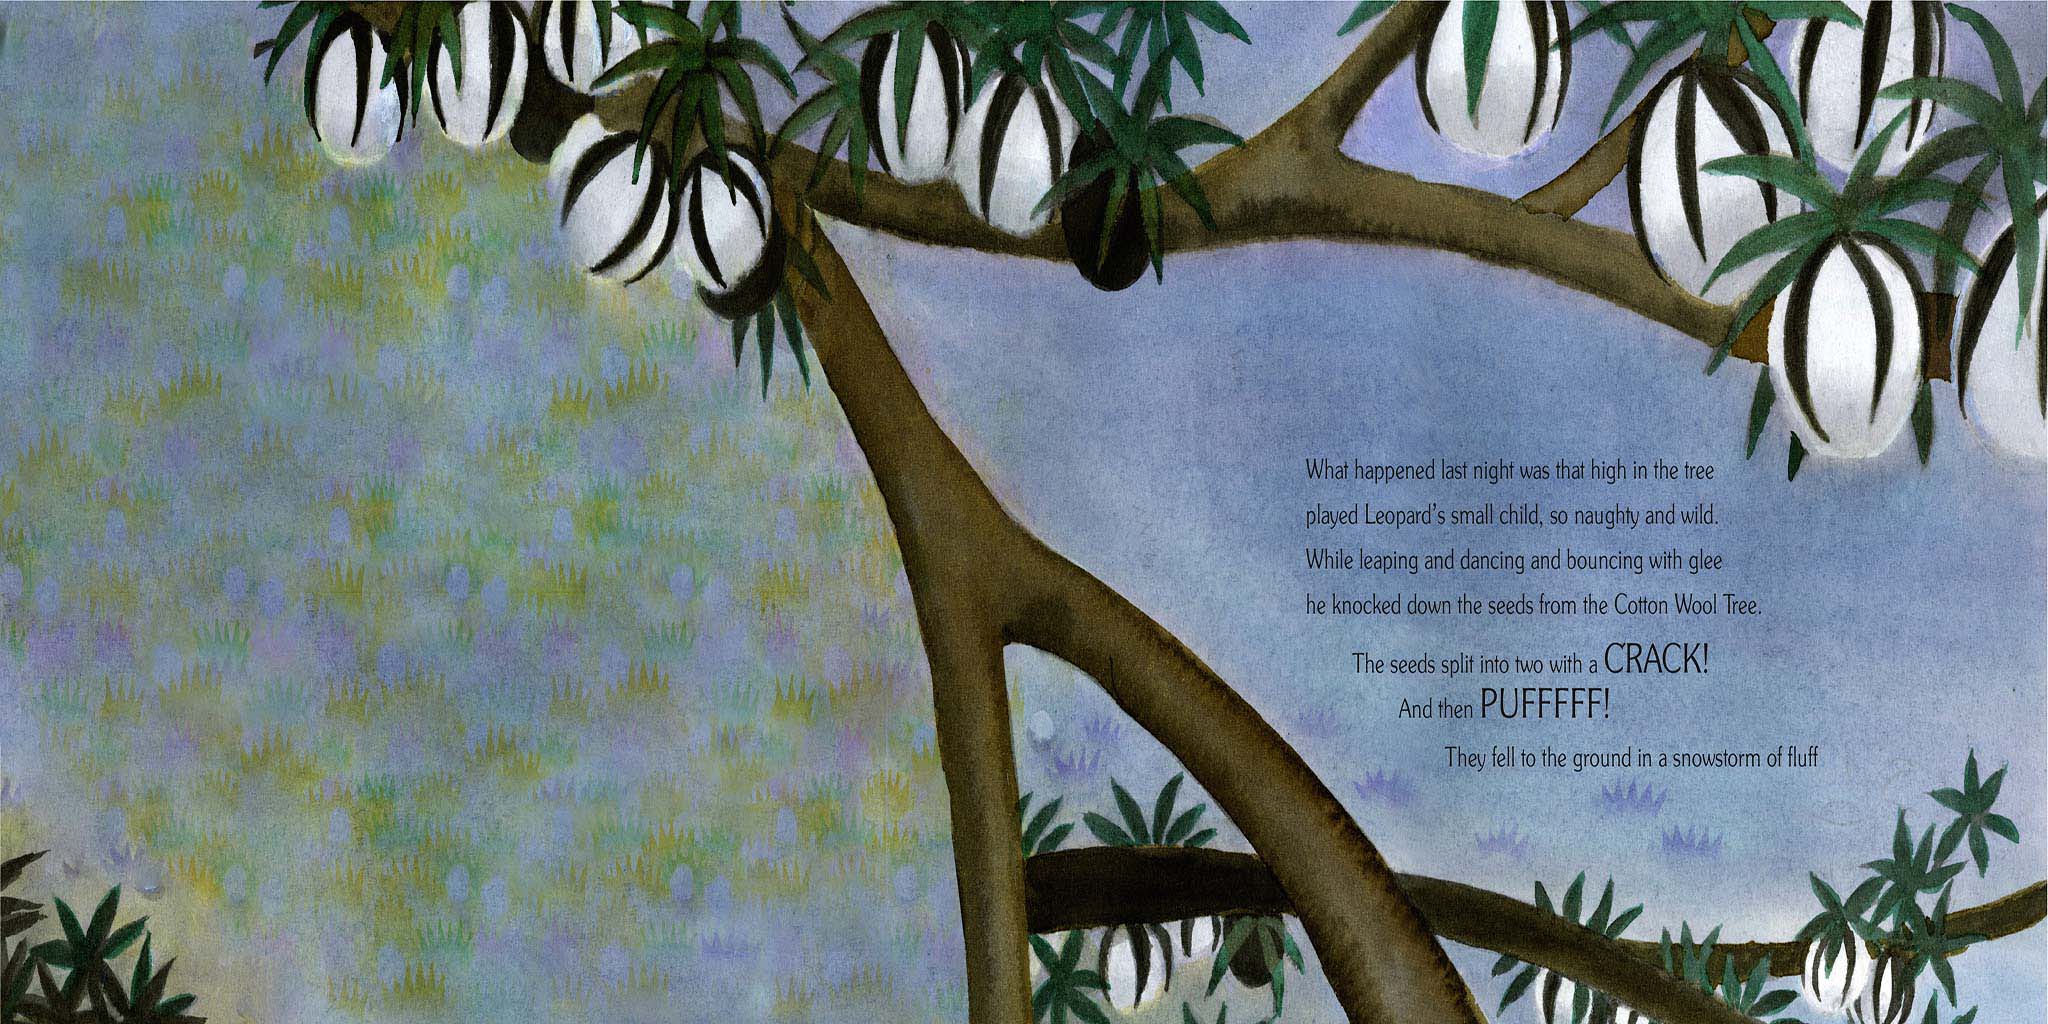 What happened last night was that high in the tree
played Leopard’s small child, so naughty and wild.
While leaping and dancing and bouncing with glee
he knocked down the seeds from the Cotton Wool Tree.
The seeds split into two with a CRACK!
And then PUFFFFF!
They fell to the ground in a snowstorm of fluff